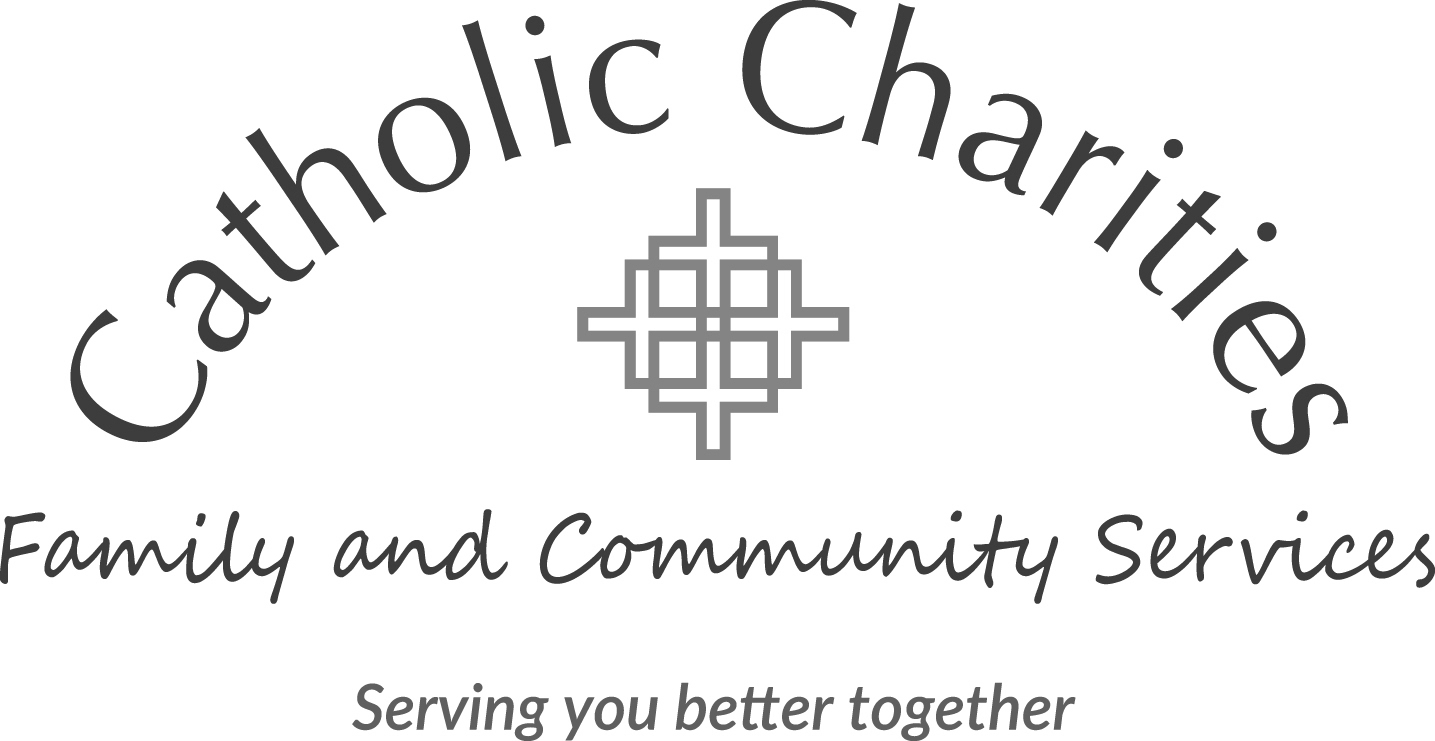 Catholic Charities
Family and Community Services
Serving you better together